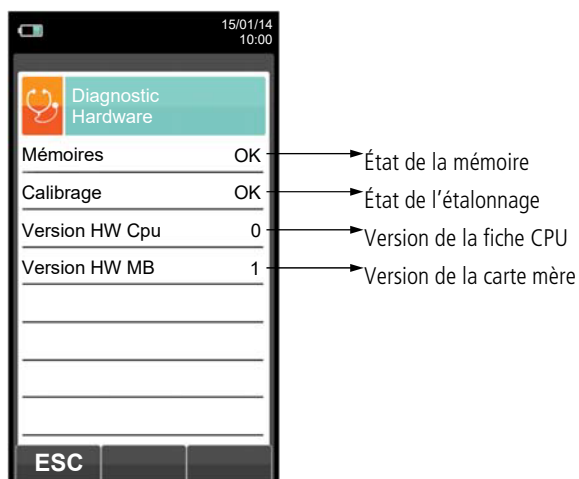 15/01/14
10:00
Diagnostic
Hardware
Mémoires OK
État de la mémoire
Calibrage OK
État de l’étalonnage
Version HW Cpu 0
Version de la fiche CPU
Version HW MB 1
Version de la carte mère
ESC